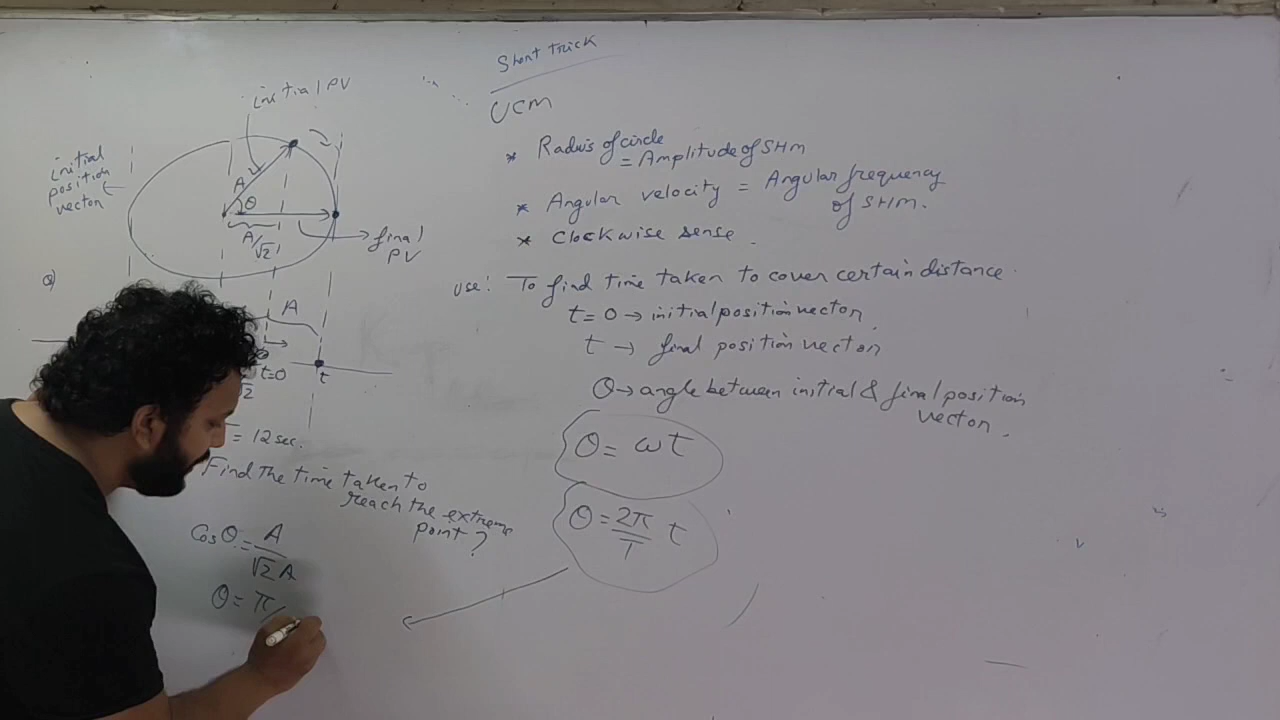 Short trick
UCM
* Radius of circle
= Amplitude of SHM
* Angular velocity = Angular frequency
of SHM.
* Clockwise sense.
use: To find time taken to cover certain distance.
t=0 → initial position vector
t → final position vector
θ → angle between initial & final position
vector.
θ = ωt
θ = 2π/T t
initial PV
initial
position
vector
A
θ
A/√2
final
PV
Q)
A
t=0
t
2
= 12 sec.
Find the time taken to
reach the extreme
point?
Cos θ = A/√2 A
θ = π/